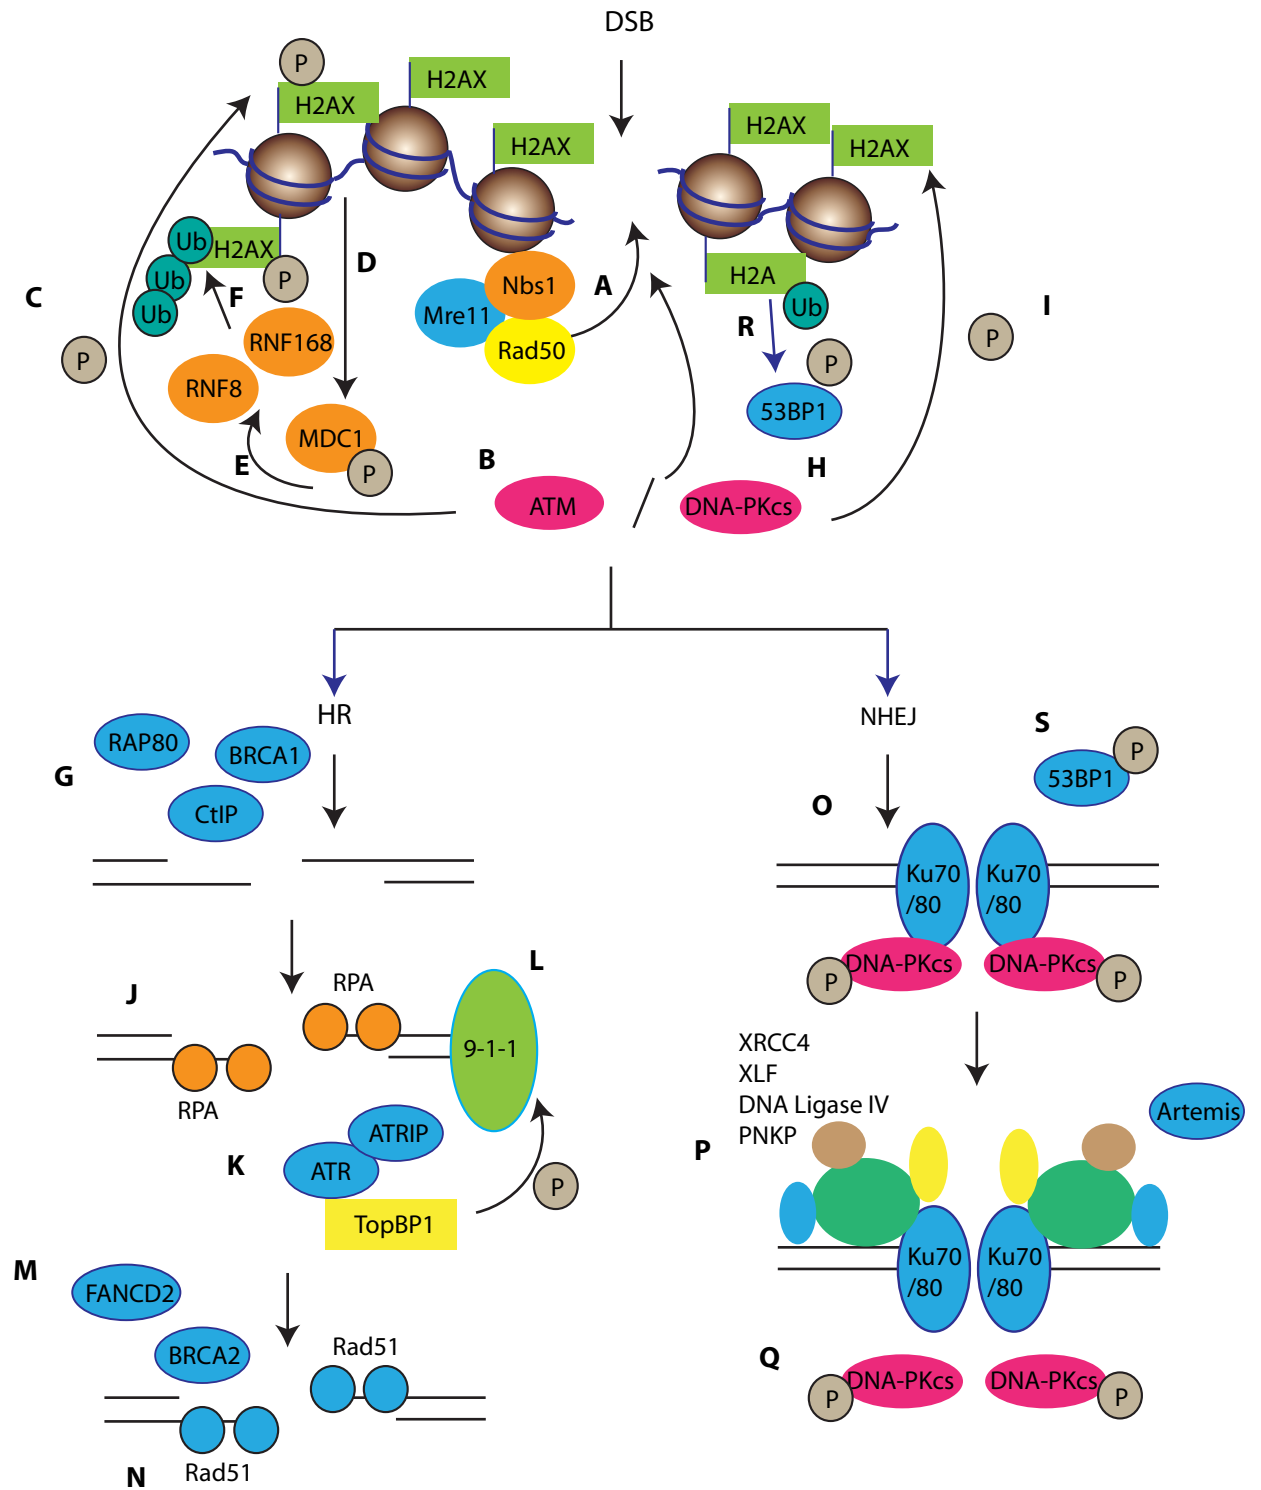 DSB
P
H2AX
H2AX
H2AX
H2AX
H2AX
Ub
H2AX
Ub
Ub
P
F
D
C
P
RNF168
RNF8
MDC1
P
E
Nbs1
Mre11
Rad50
A
H2A
Ub
R
P
53BP1
I
P
B
ATM
DNA-PKcs
H
HR
NHEJ
RAP80
BRCA1
CtIP
G
S
P
53BP1
O
Ku70
/80
Ku70
/80
P
DNA-PKcs
DNA-PKcs
P
J
RPA
RPA
L
9-1-1
K
ATRIP
ATR
TopBP1
P
XRCC4
XLF
DNA Ligase IV
PNKP
P
Artemis
Ku70
/80
Ku70
/80
Q
P
DNA-PKcs
DNA-PKcs
P
M
FANCD2
BRCA2
Rad51
Rad51
N